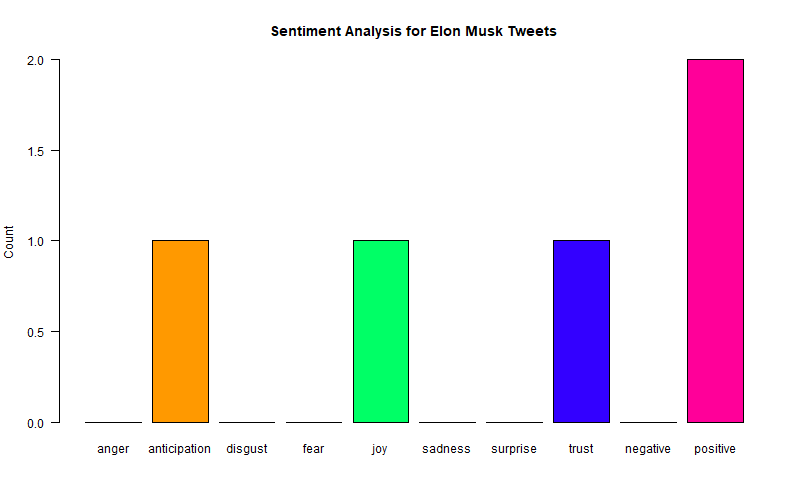 Sentiment Analysis for Elon Musk Tweets
Count
2.0
1.5
1.0
0.5
0.0
anger anticipation disgust fear joy sadness surprise trust negative positive